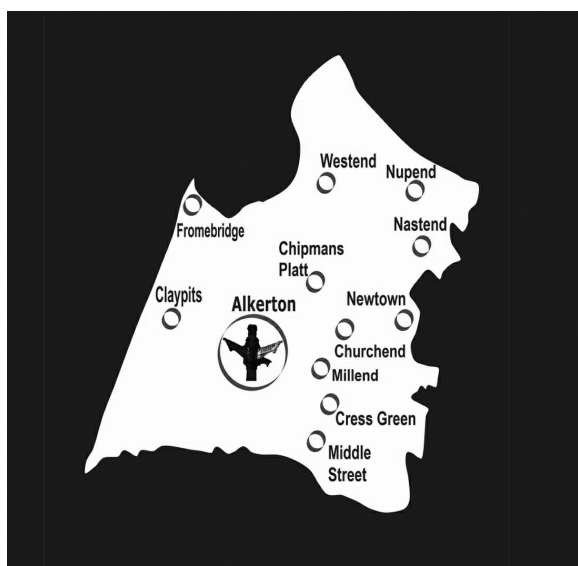 Westend
Nupend
Fromebridge
Nastend
Chipmans
Platt
Claypits
Alkerton
Newtown
Churchend
Millend
Cress Green
Middle
Street